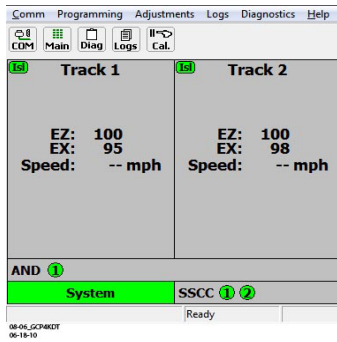 Comm Programming Adjustments Logs Diagnostics Help
COM Main Diag Logs Cal.
Isl Track 1 Isl Track 2
EZ: 100 EZ: 100
EX: 95 EX: 98
Speed: -- mph Speed: -- mph
AND 1
System SSCC 1 2
Ready
08-06_GCP4KDT
06-18-10